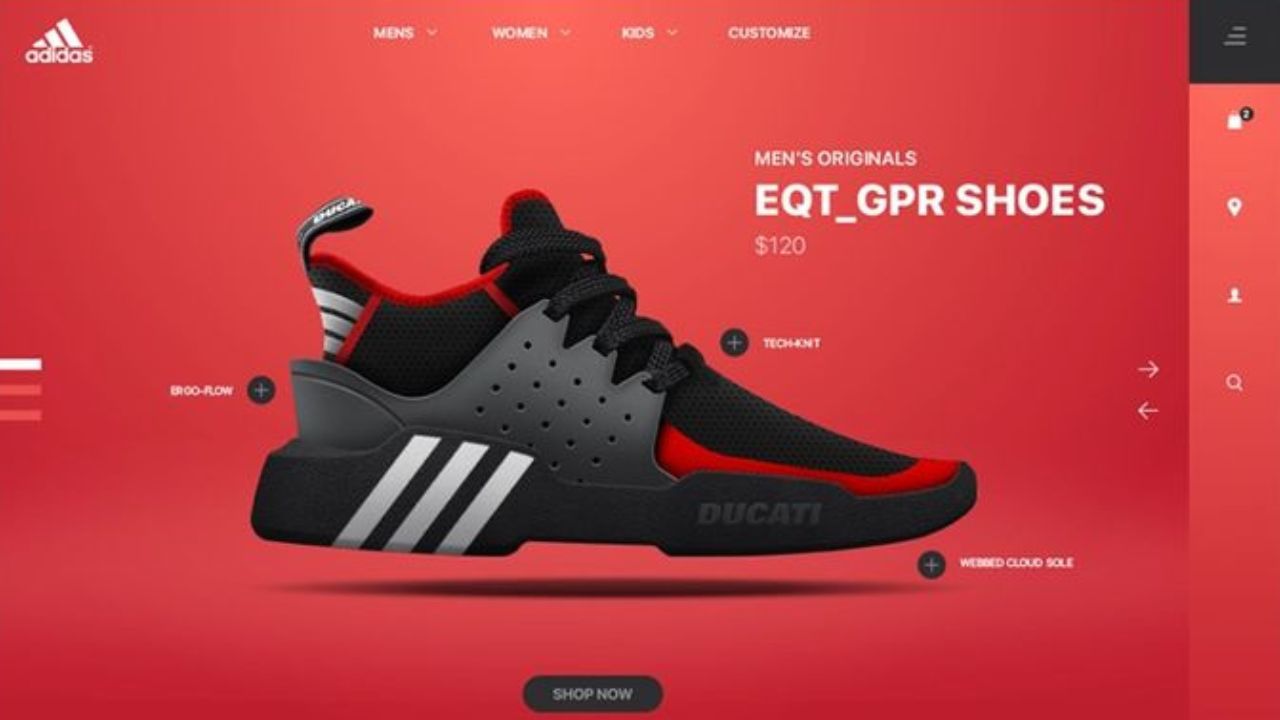 adidas
MENS
WOMEN
KIDS
CUSTOMIZE
2
MEN'S ORIGINALS
EQT_GPR SHOES
$120
DUCA
TECH-KNIT
ERGO-FLOW
DUCATI
WEBBED CLOUD SOLE
SHOP NOW